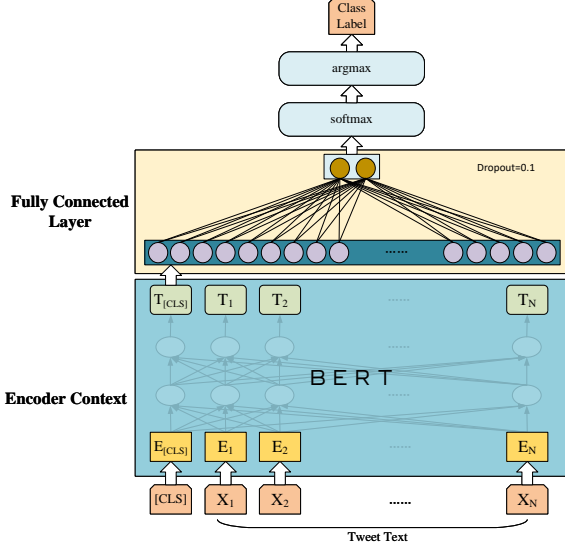 Class
Label
argmax
softmax
Dropout=0.1
Fully Connected
Layer
......
T[CLS] T1 T2 ...... TN
......
BERT
Encoder Context
......
E[CLS] E1 E2 ...... EN
[CLS] X1 X2 ...... XN
Tweet Text